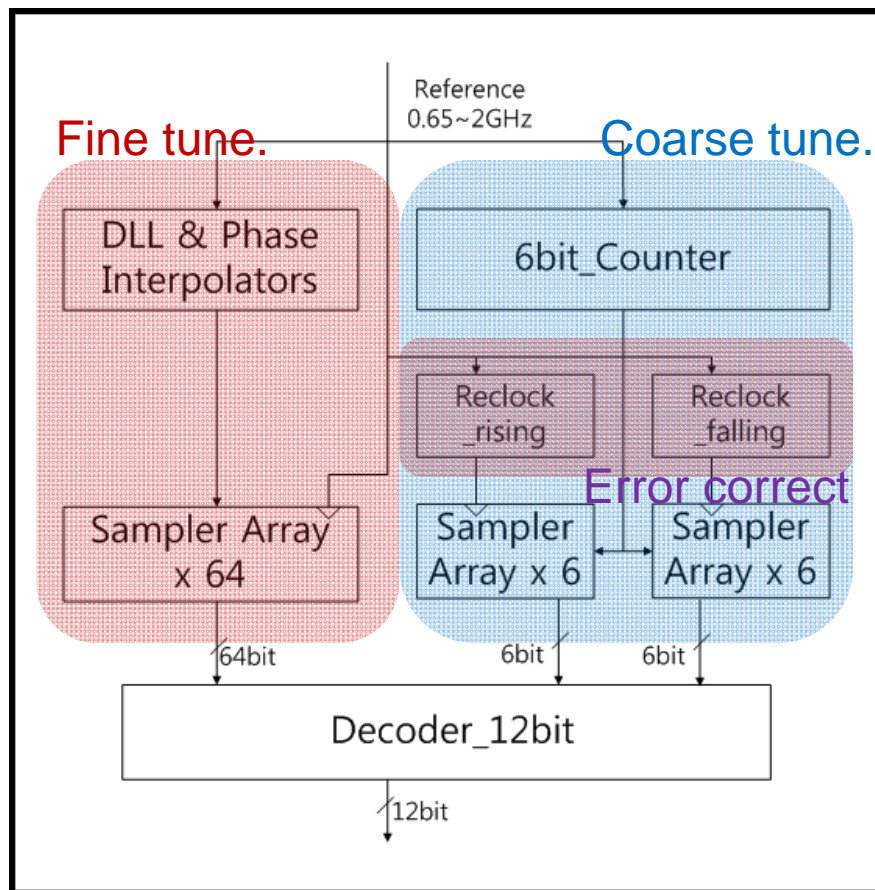 Reference
0.65~2GHz
Fine tune.
Coarse tune.
DLL & Phase
Interpolators
6bit_Counter
Reclock
_rising
Reclock
_falling
Error correct
Sampler Array
x 64
Sampler
Array x 6
Sampler
Array x 6
64bit
6bit
6bit
Decoder_12bit
12bit